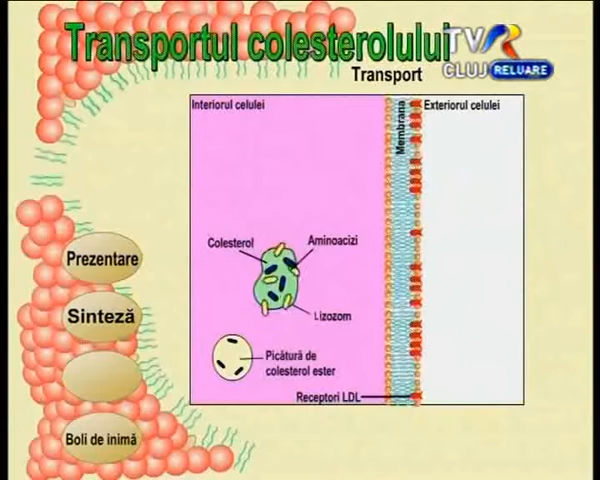 Transportul colesterolului
TVR
CLUJ RELUARE
Transport
Interiorul celulei
Membrana
Exteriorul celulei
Colesterol
Aminoacizi
Prezentare
Sinteză
Lizozom
Picătură de
colesterol ester
Receptori LDL
Boli de inimă